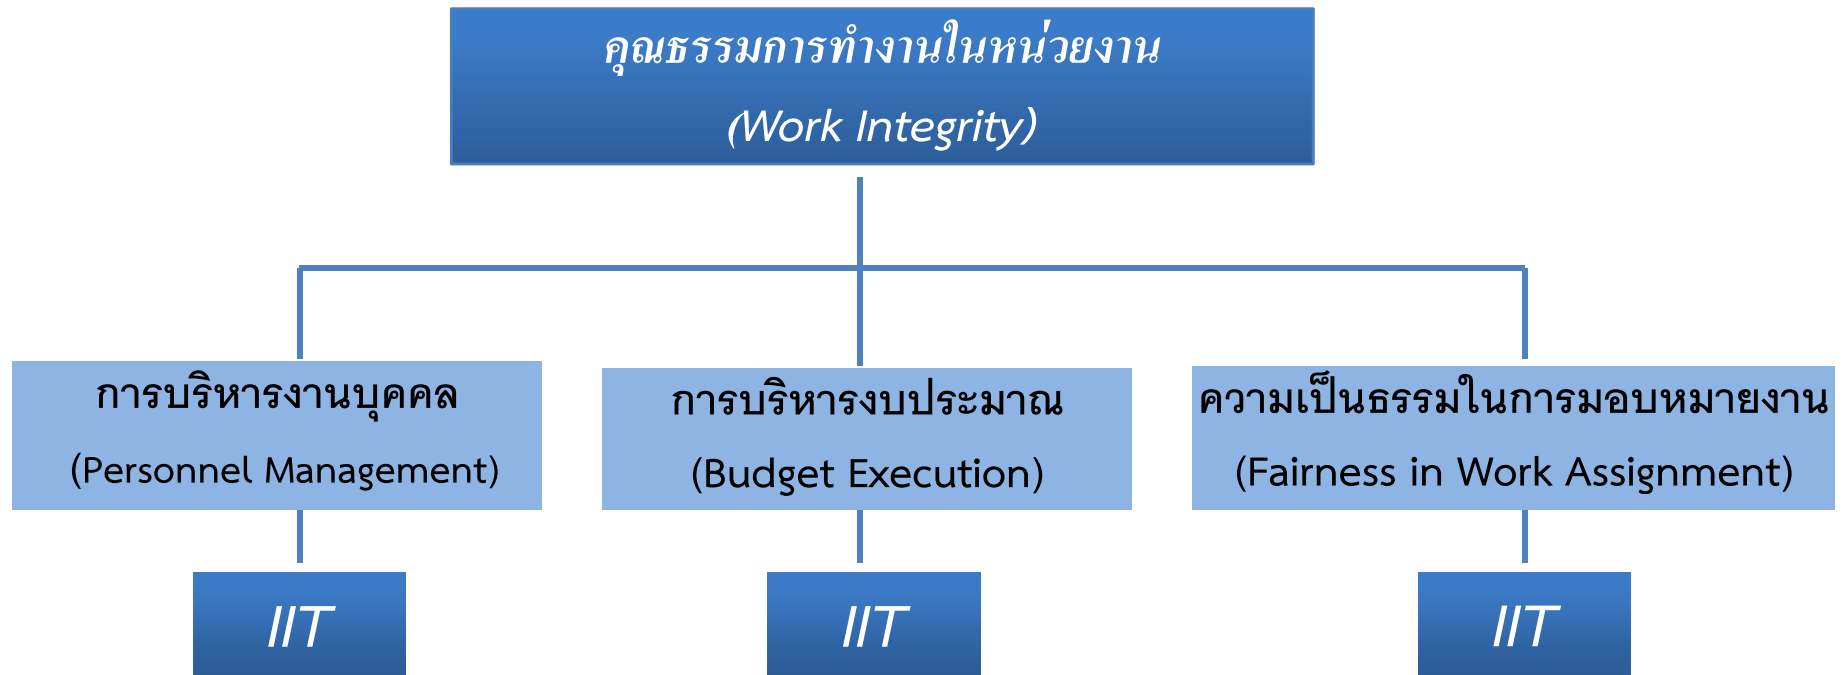 คุณธรรมการทำงานในหน่วยงาน
(Work Integrity)
การบริหารงานบุคคล
(Personnel Management)
การบริหารงบประมาณ
(Budget Execution)
ความเป็นธรรมในการมอบหมายงาน
(Fairness in Work Assignment)
IIT
IIT
IIT